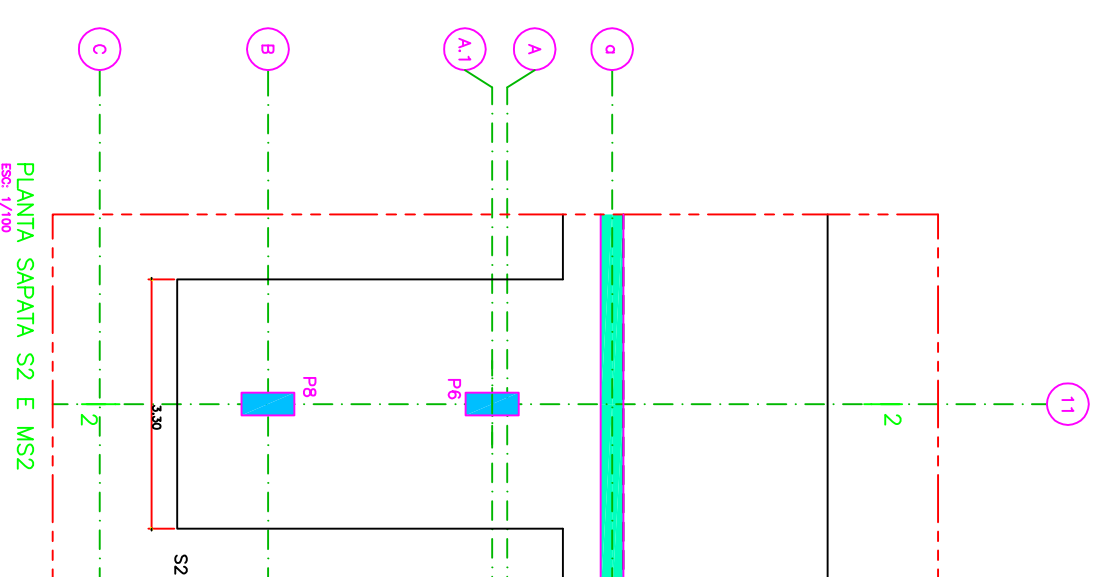 11
a
A
A.1
B
C
2
2
P6
P8
3.30
S2
PLANTA SAPATA S2 E MS2
ESC: 1/100